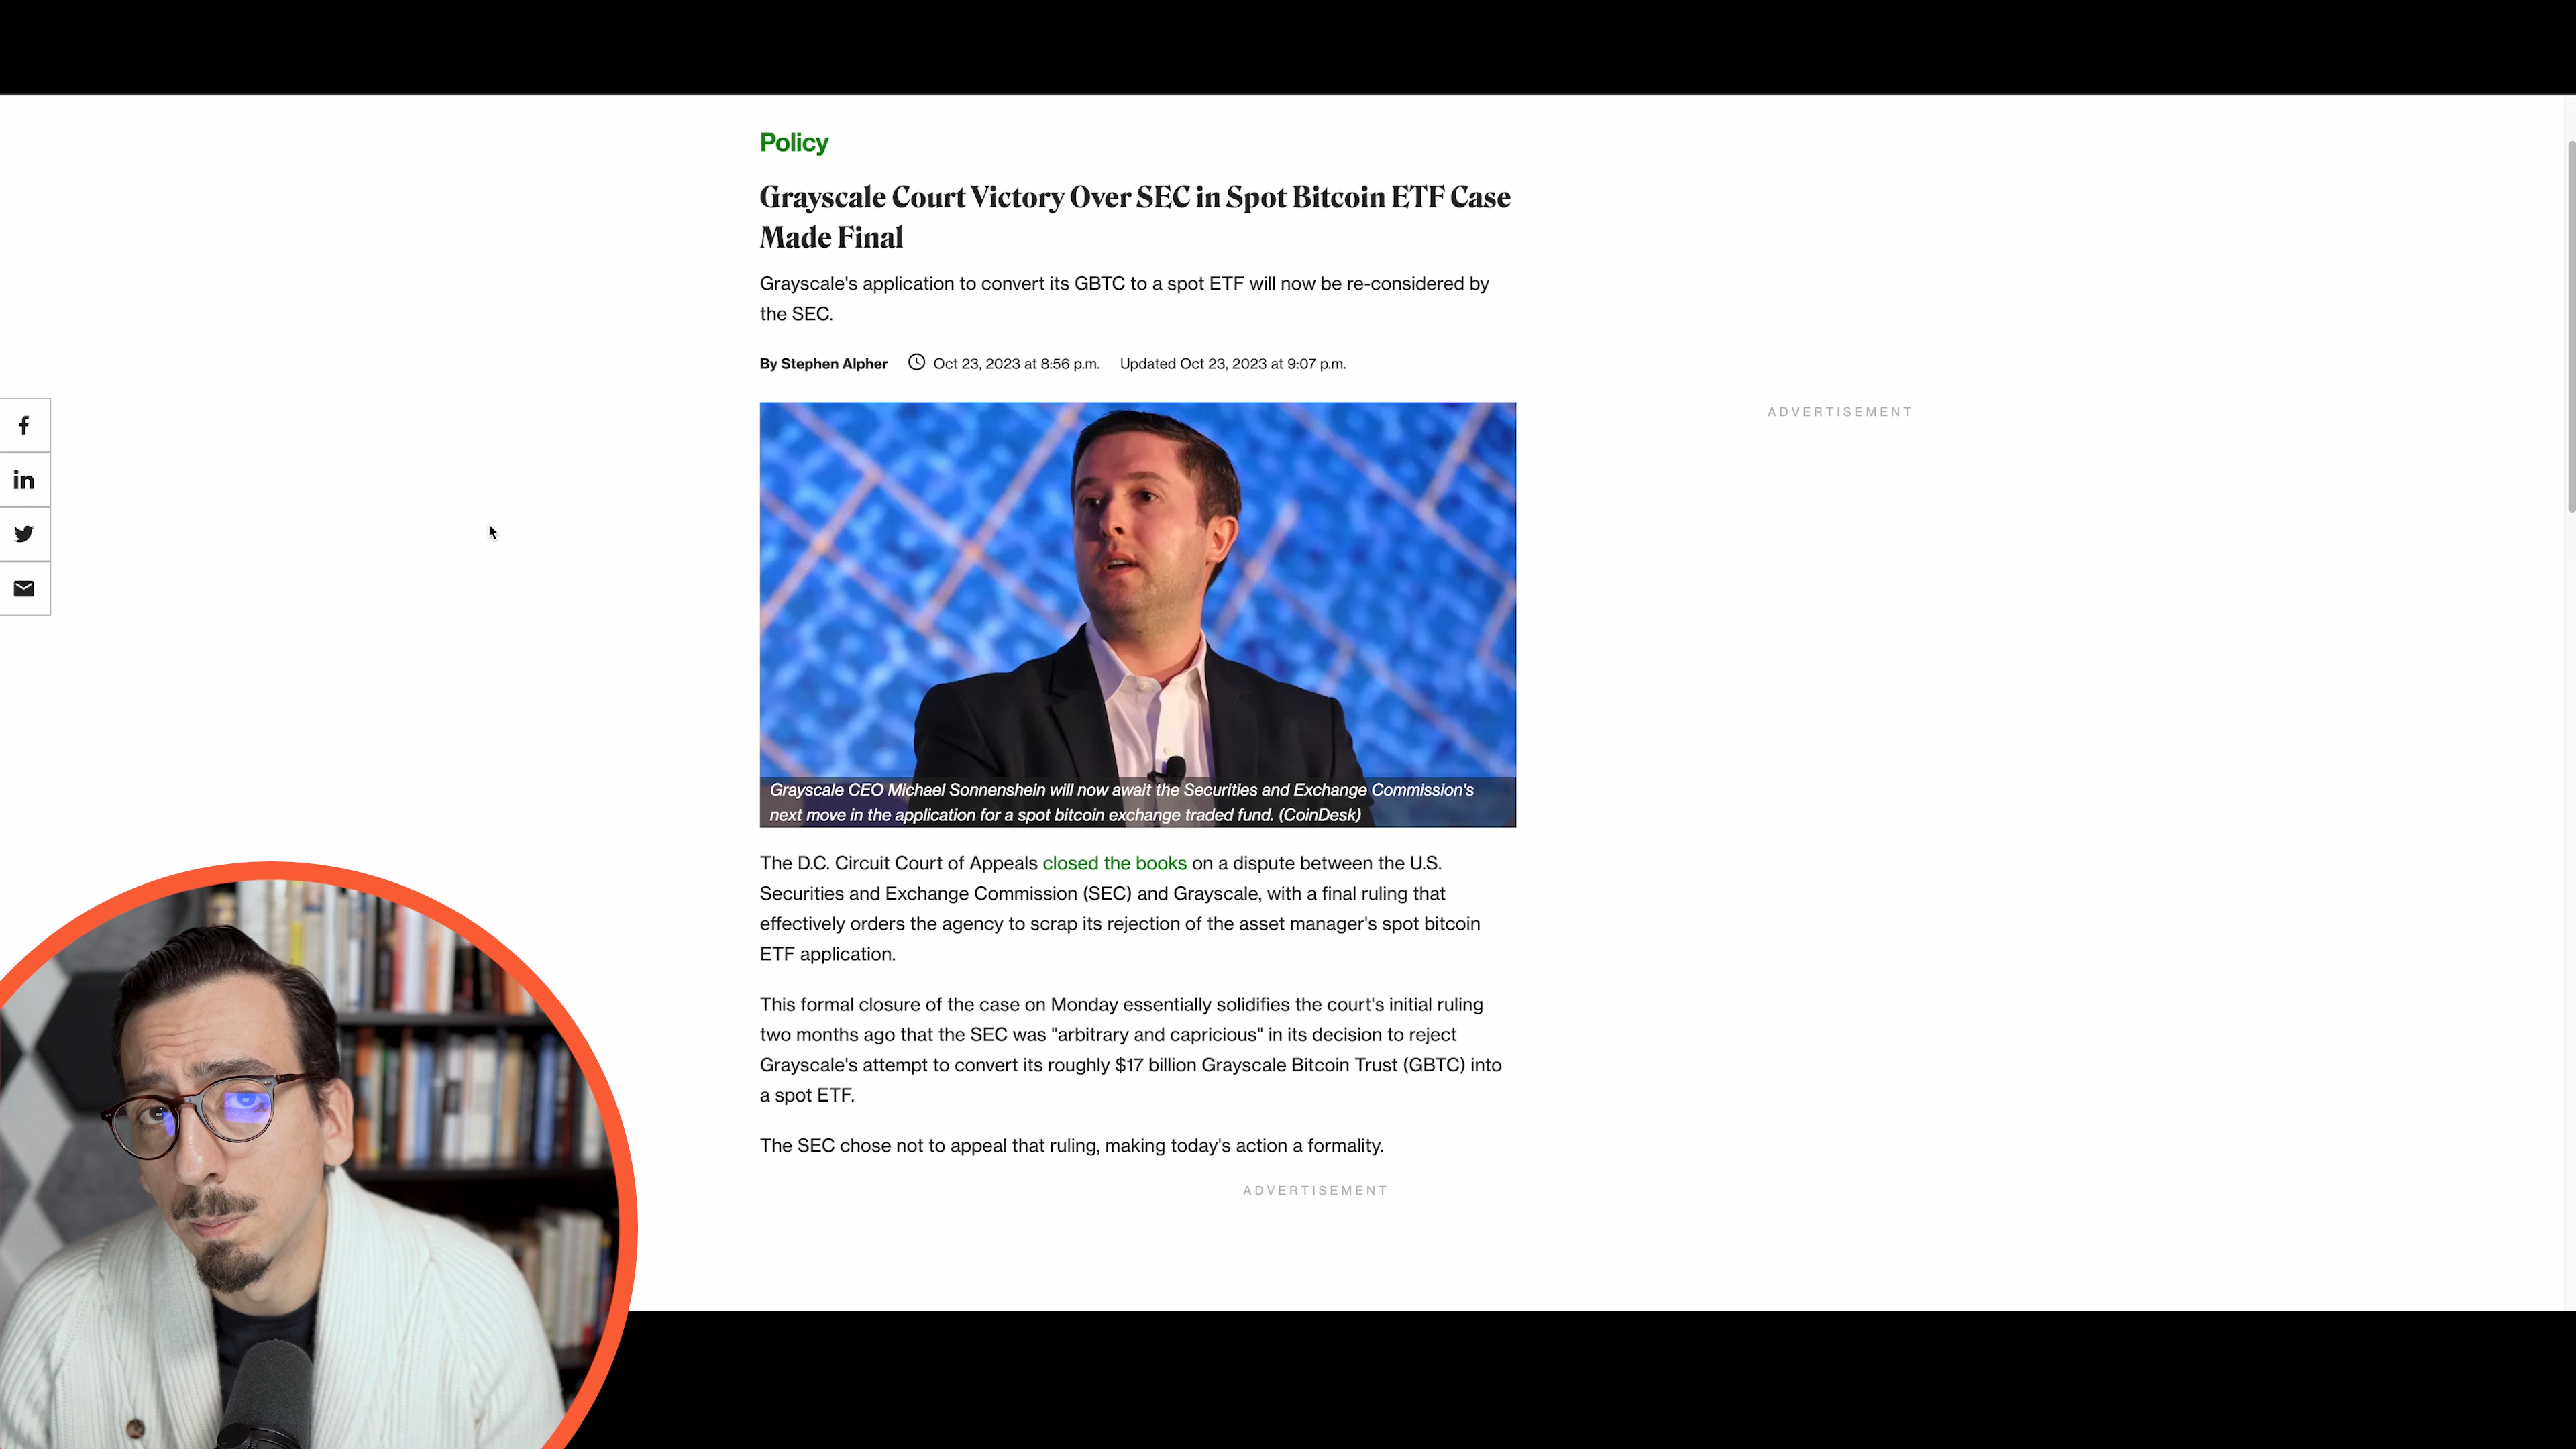 Policy
Grayscale Court Victory Over SEC in Spot Bitcoin ETF Case
Made Final
Grayscale's application to convert its GBTC to a spot ETF will now be re-considered by
the SEC.
By Stephen Alpher Oct 23, 2023 at 8:56 p.m. Updated Oct 23, 2023 at 9:07 p.m.
ADVERTISEMENT
Grayscale CEO Michael Sonnenshein will now await the Securities and Exchange Commission's
next move in the application for a spot bitcoin exchange traded fund. (CoinDesk)
The D.C. Circuit Court of Appeals closed the books on a dispute between the U.S.
Securities and Exchange Commission (SEC) and Grayscale, with a final ruling that
effectively orders the agency to scrap its rejection of the asset manager's spot bitcoin
ETF application.
This formal closure of the case on Monday essentially solidifies the court's initial ruling
two months ago that the SEC was "arbitrary and capricious" in its decision to reject
Grayscale's attempt to convert its roughly $17 billion Grayscale Bitcoin Trust (GBTC) into
a spot ETF.
The SEC chose not to appeal that ruling, making today's action a formality.
ADVERTISEMENT